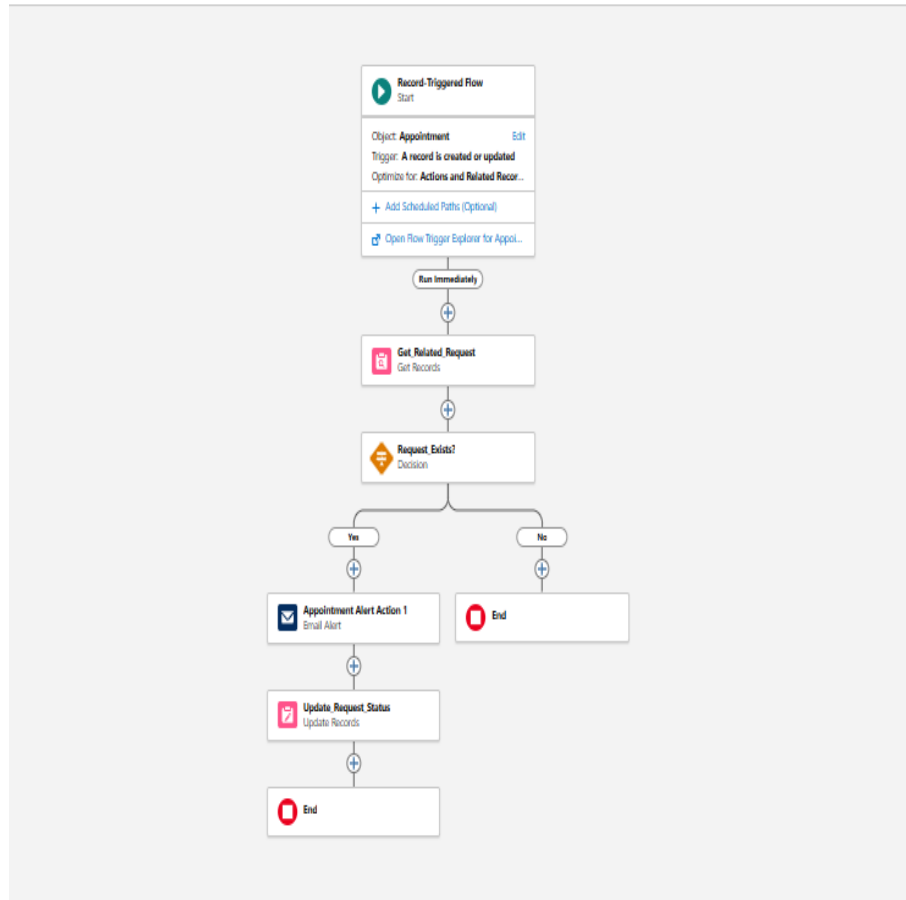 Record-Triggered Flow
Start
Object: Appointment Edit
Trigger: A record is created or updated
Optimize for: Actions and Related Recor...
Add Scheduled Paths (Optional)
Open Flow Trigger Explorer for Appoi...
Run Immediately
Get_Related_Request
Get Records
Request_Exists?
Decision
Yes No
Appointment Alert Action 1
Email Alert
End
Update_Request_Status
Update Records
End